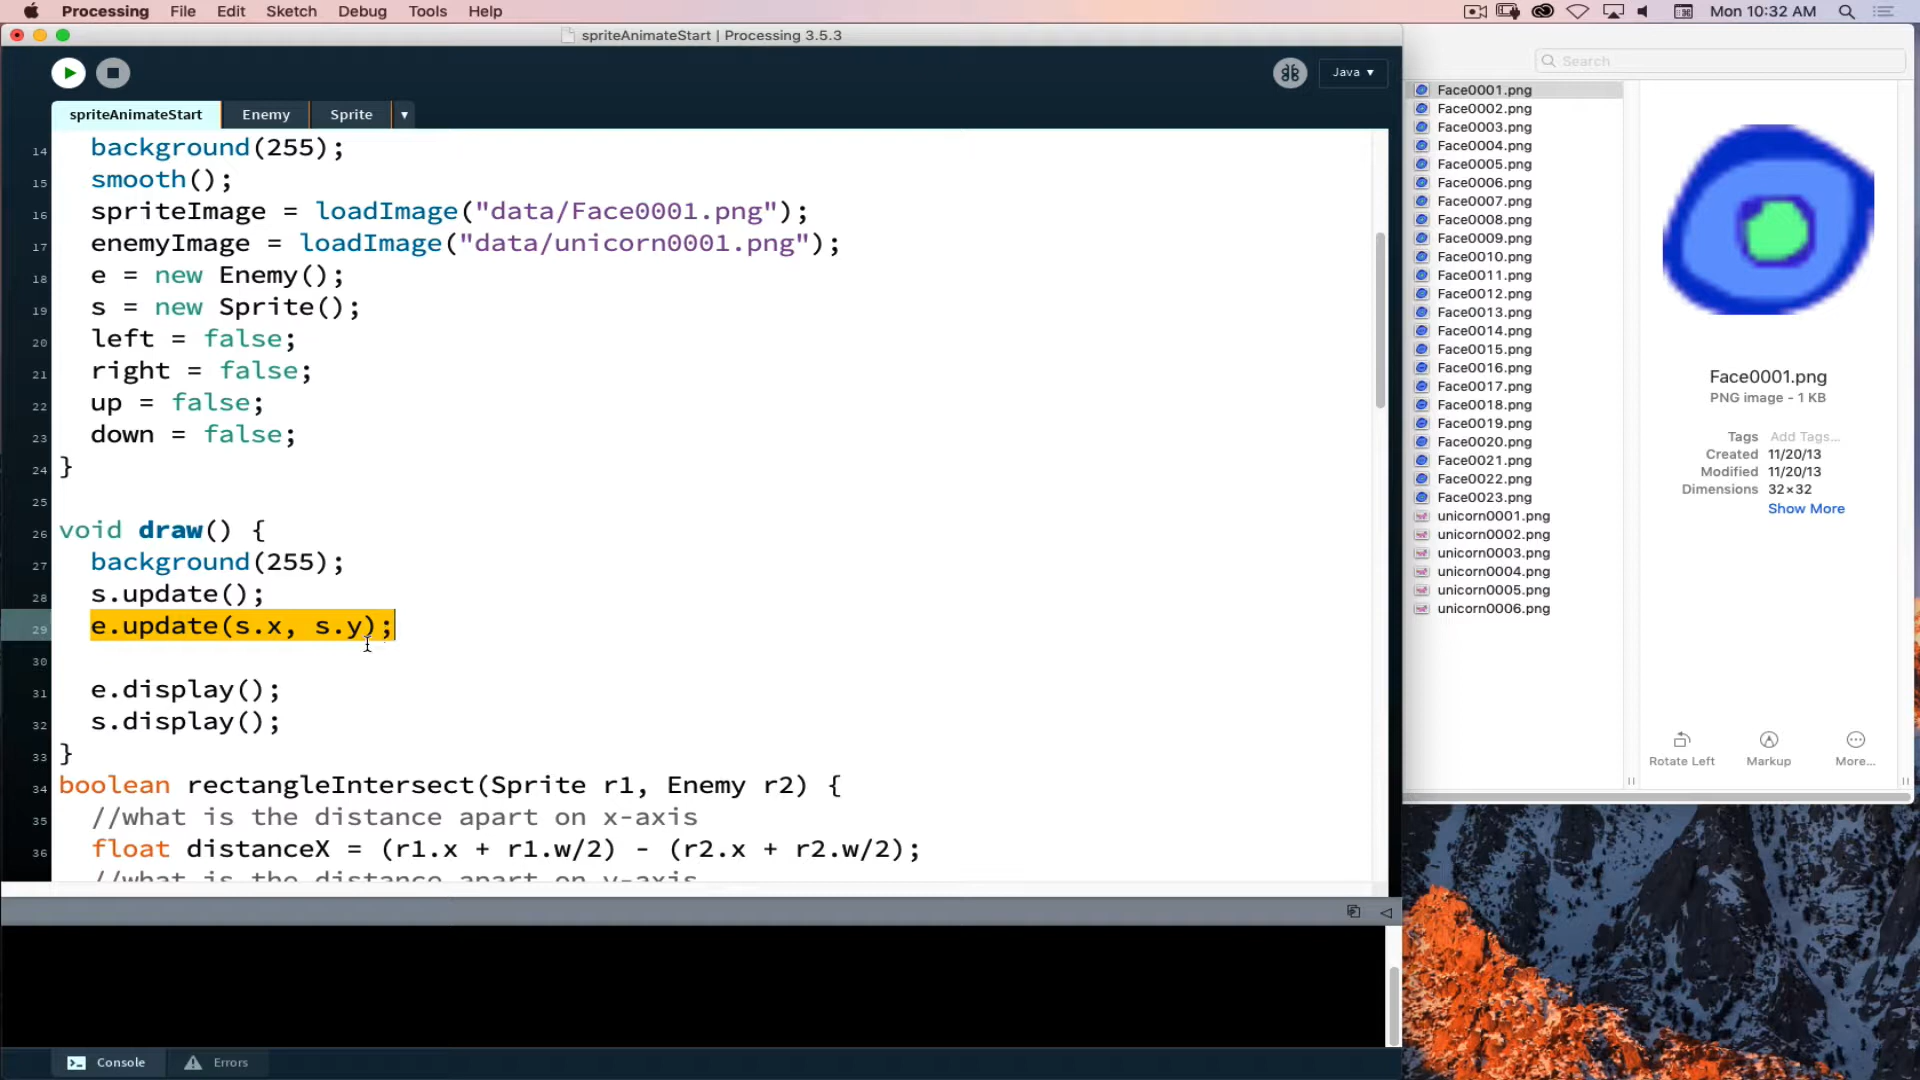 Processing File Edit Sketch Debug Tools Help
Mon 10:32 AM
spriteAnimateStart | Processing 3.5.3
Java ▾
Search
spriteAnimateStart Enemy Sprite ▾
14 background(255);
15 smooth();
16 spriteImage = loadImage("data/Face0001.png");
17 enemyImage = loadImage("data/unicorn0001.png");
18 e = new Enemy();
19 s = new Sprite();
20 left = false;
21 right = false;
22 up = false;
23 down = false;
24 }
25
26 void draw() {
27 background(255);
28 s.update();
29 e.update(s.x, s.y);
30
31 e.display();
32 s.display();
33 }
34 boolean rectangleIntersect(Sprite r1, Enemy r2) {
35 //what is the distance apart on x-axis
36 float distanceX = (r1.x + r1.w/2) - (r2.x + r2.w/2);
//what is the distance apart on y-axis
Console Errors
Face0001.png
Face0002.png
Face0003.png
Face0004.png
Face0005.png
Face0006.png
Face0007.png
Face0008.png
Face0009.png
Face0010.png
Face0011.png
Face0012.png
Face0013.png
Face0014.png
Face0015.png
Face0016.png
Face0017.png
Face0018.png
Face0019.png
Face0020.png
Face0021.png
Face0022.png
Face0023.png
unicorn0001.png
unicorn0002.png
unicorn0003.png
unicorn0004.png
unicorn0005.png
unicorn0006.png
Face0001.png
PNG image - 1 KB
Tags Add Tags...
Created 11/20/13
Modified 11/20/13
Dimensions 32×32
Show More
Rotate Left Markup More...